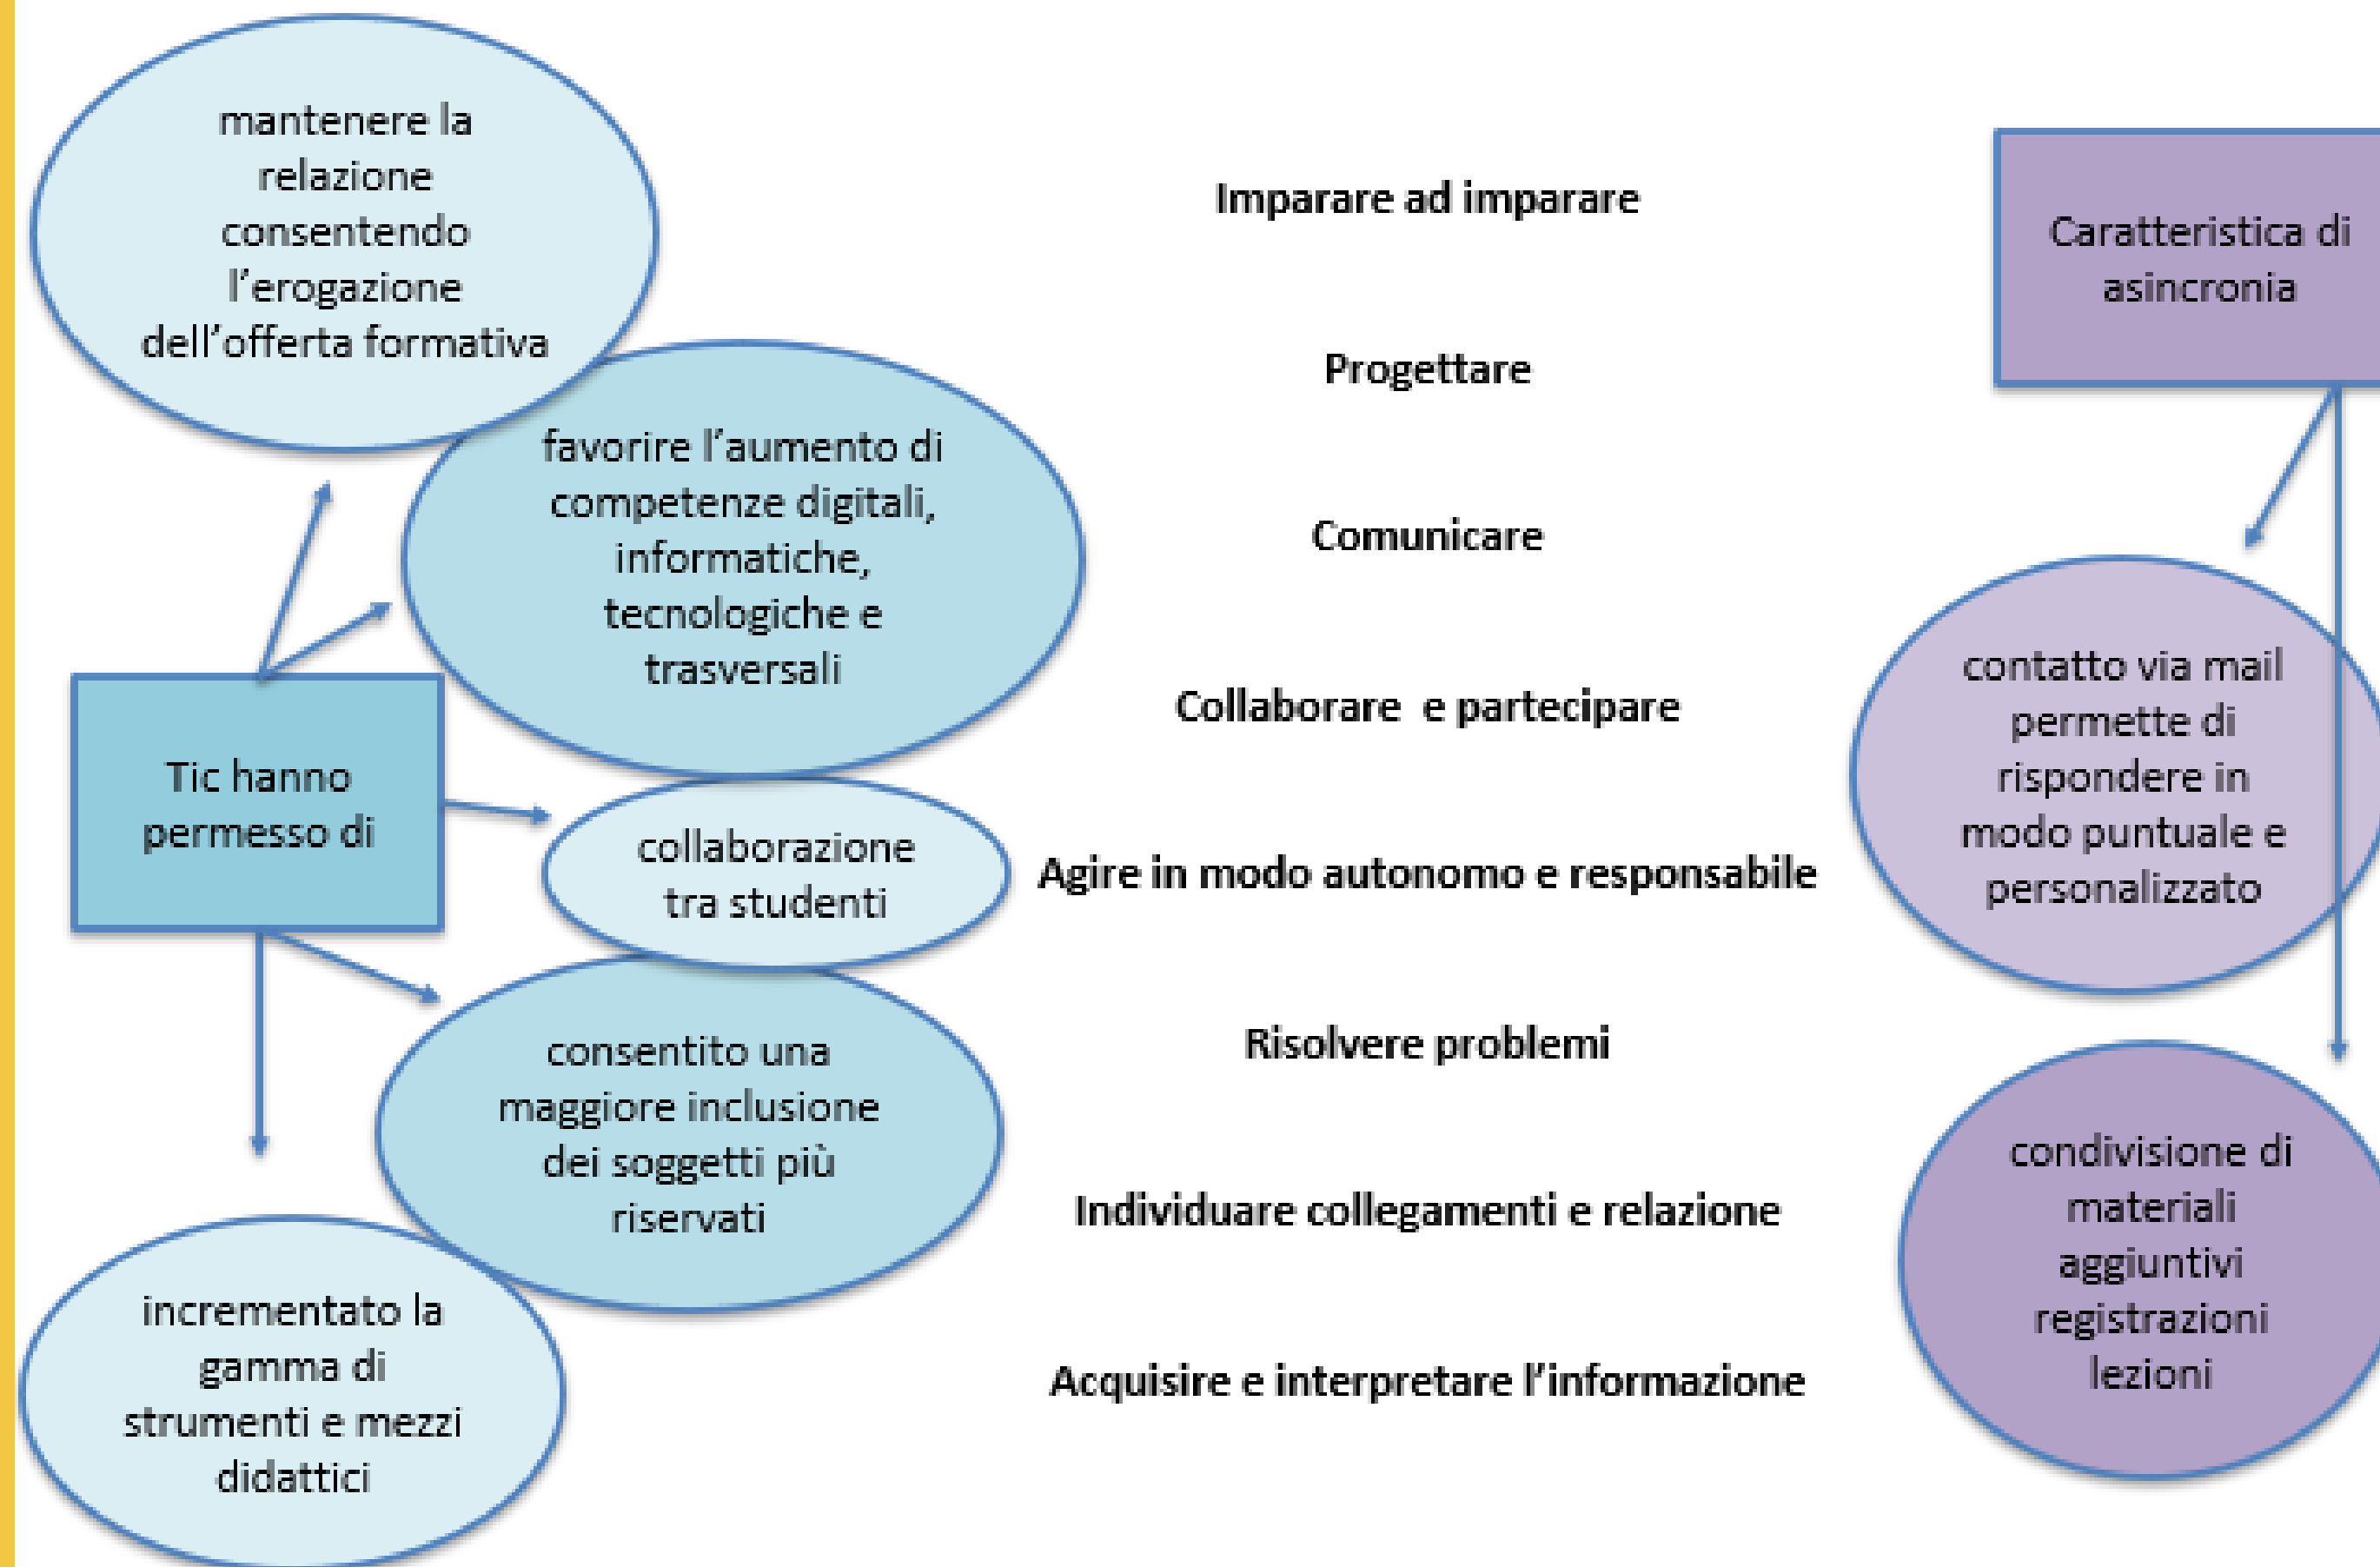 mantenere la
relazione
consentendo
l'erogazione
dell'offerta formativa
favorire l'aumento di
competenze digitali,
informatiche,
tecnologiche e
trasversali
Tic hanno
permesso di
collaborazione
tra studenti
consentito una
maggiore inclusione
dei soggetti più
riservati
incrementato la
gamma di
strumenti e mezzi
didattici
Imparare ad imparare
Progettare
Comunicare
Collaborare  e partecipare
Agire in modo autonomo e responsabile
Risolvere problemi
Individuare collegamenti e relazione
Acquisire e interpretare l'informazione
Caratteristica di
asincronia
contatto via mail
permette di
rispondere in
modo puntuale e
personalizzato
condivisione di
materiali
aggiuntivi
registrazioni
lezioni